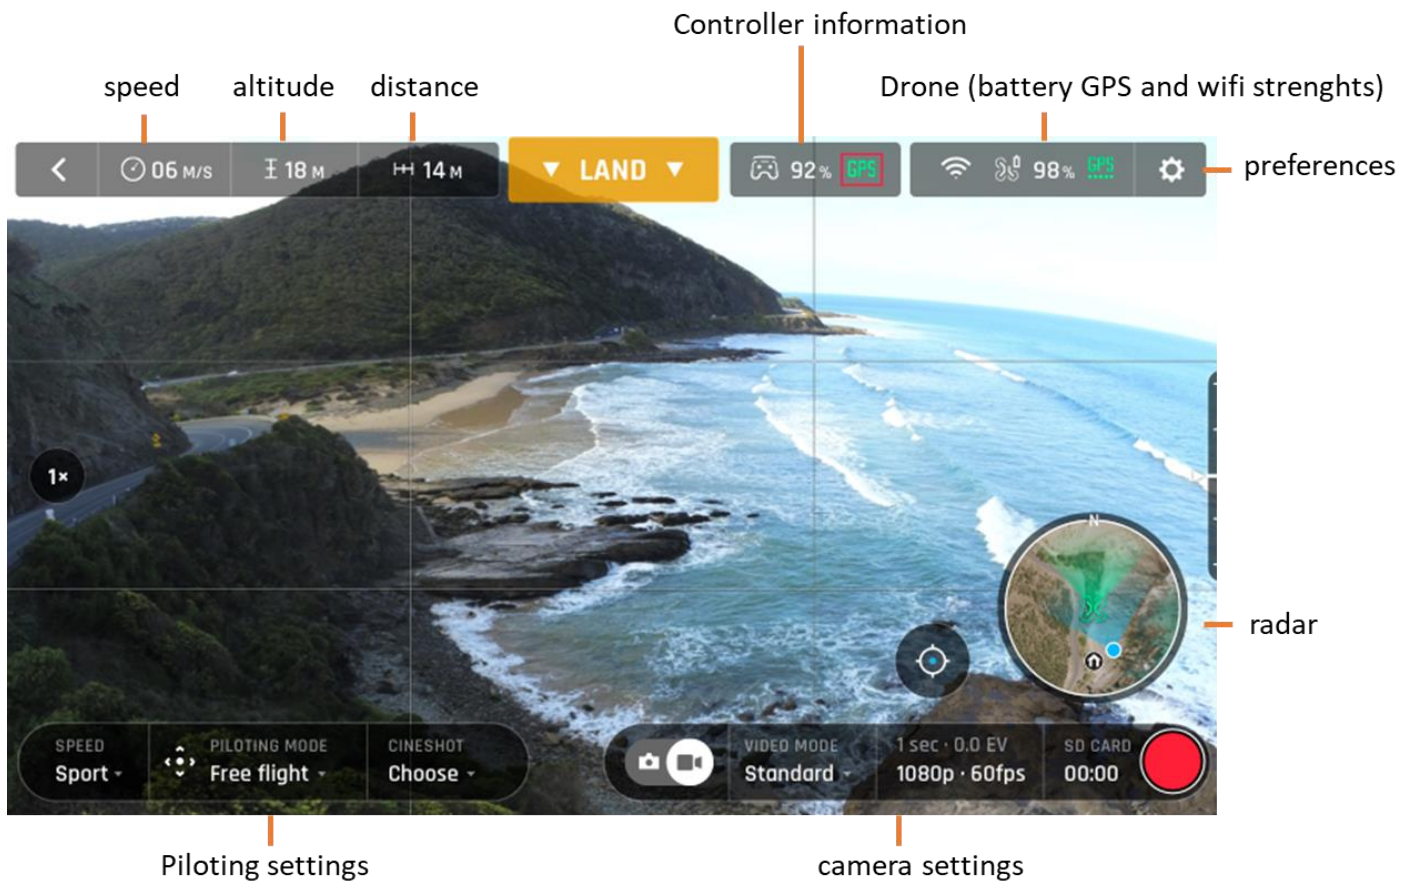 Controller information
speed altitude distance Drone (battery GPS and wifi strenghts)
06 M/S 18 M 14 M ▼ LAND ▼ 92% GPS 98% GPS
preferences
1×
N
radar
SPEED PILOTING MODE CINESHOT VIDEO MODE 1 sec · 0.0 EV SD CARD
Sport Free flight Choose Standard 1080p · 60fps 00:00
Piloting settings camera settings